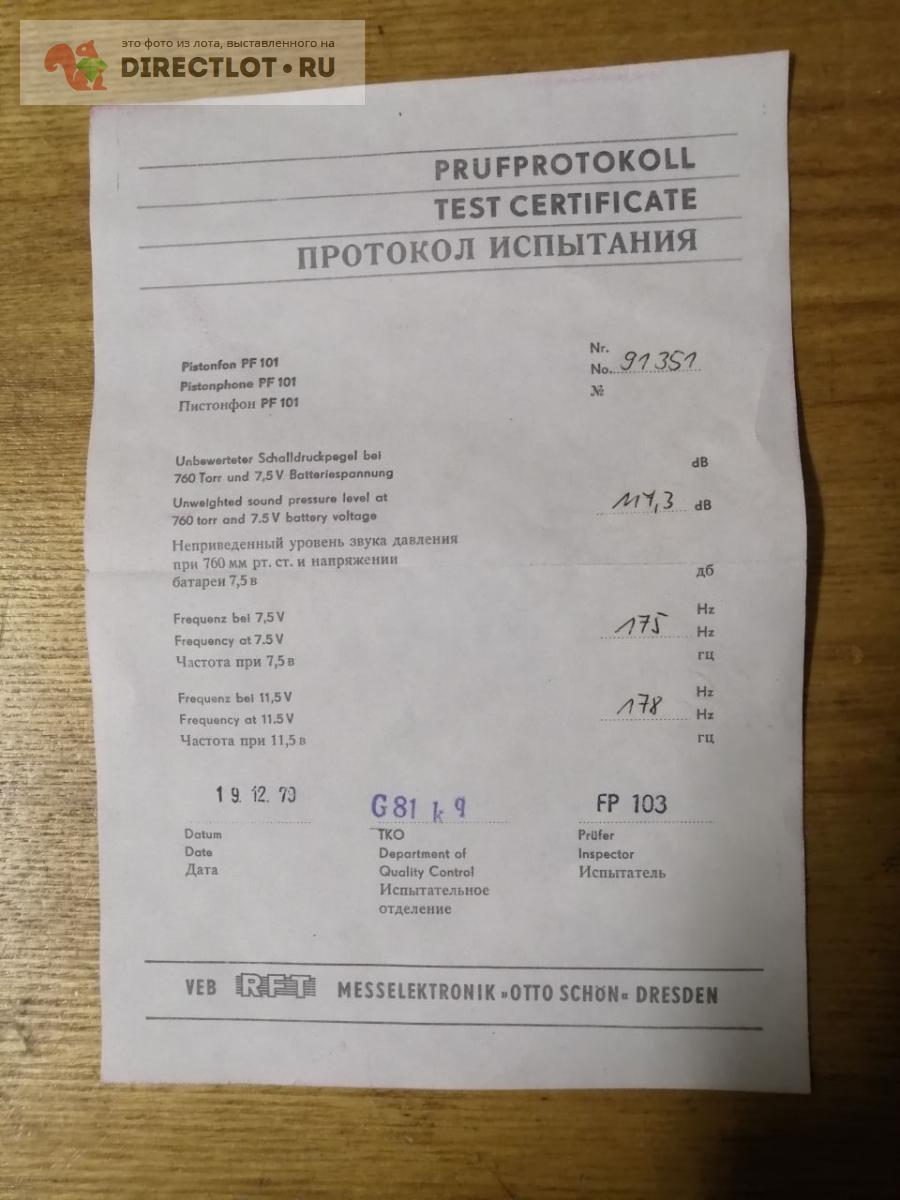 это фото из лота, выставленного на
DIRECTLOT.RU
PRUFPROTOKOLL
TEST CERTIFICATE
ПРОТОКОЛ ИСПЫТАНИЯ
Pistonfon PF 101
Pistonphone PF 101
Пистонфон PF 101
Nr.
No. 91351
№
Unbewerteter Schalldruckpegel bei
760 Torr und 7,5 V Batteriespannung
dB
Unweighted sound pressure level at
760 torr and 7.5 V battery voltage
117,3 dB
Неприведенный уровень звука давления
при 760 мм рт. ст. и напряжении
батареи 7,5 в
дб
Frequenz bei 7,5 V Hz
Frequency at 7.5 V 175 Hz
Частота при 7,5 в гц
Frequenz bei 11,5 V Hz
Frequency at 11.5 V 178 Hz
Частота при 11,5 в гц
19. 12. 79 G81 k 9 FP 103
Datum TKO Prüfer
Date Department of Inspector
Дата Quality Control Испытатель
Испытательное
отделение
VEB RFT MESSELEKTRONIK »OTTO SCHÖN« DRESDEN